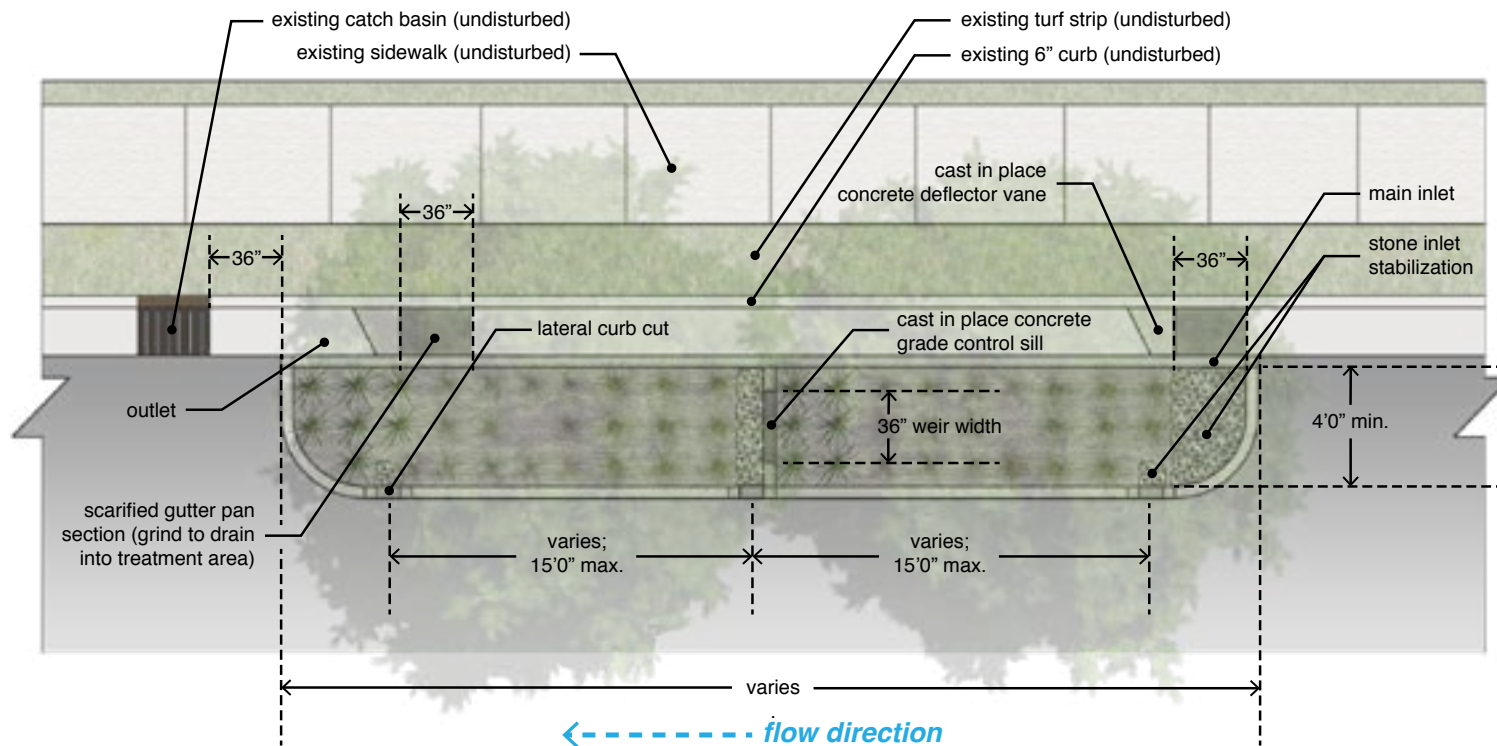 existing catch basin (undisturbed)
existing sidewalk (undisturbed)
existing turf strip (undisturbed)
existing 6” curb (undisturbed)
cast in place
concrete deflector vane
main inlet
stone inlet
stabilization
36”
36”
36”
lateral curb cut
cast in place concrete
grade control sill
outlet
36” weir width
4’0” min.
scarified gutter pan
section (grind to drain
into treatment area)
varies;
15’0” max.
varies;
15’0” max.
varies
flow direction